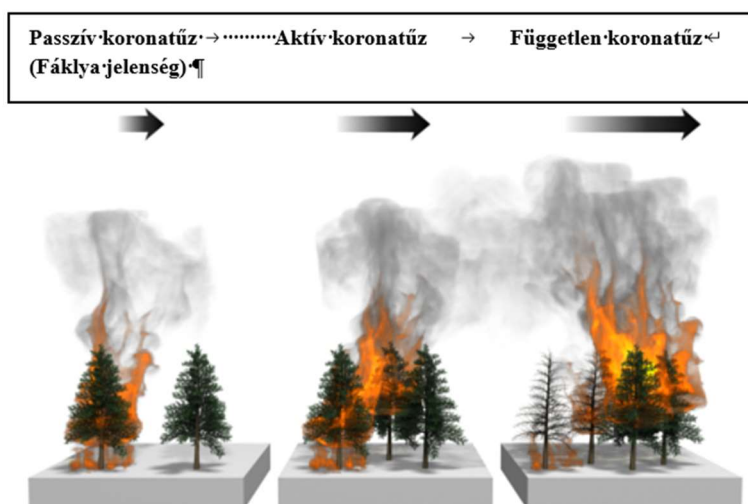 Passzív·koronatűz·→··········Aktív·koronatűz → Független·koronatűz·↵
(Fáklya·jelenség)·¶